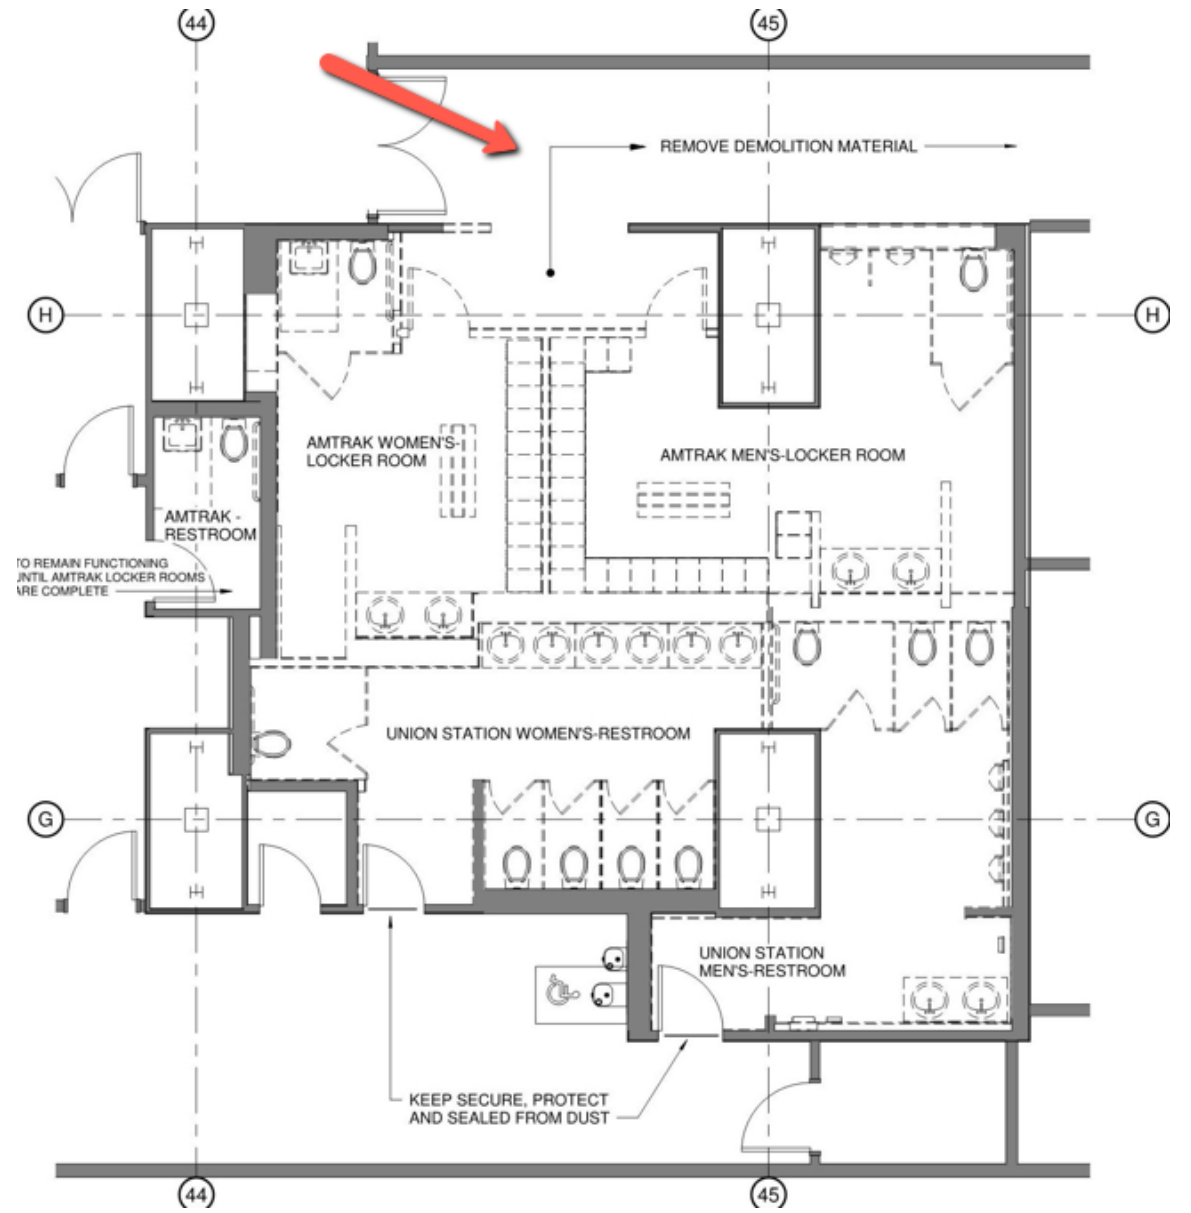 44
45
REMOVE DEMOLITION MATERIAL
H
H
AMTRAK WOMEN'S-
LOCKER ROOM
AMTRAK MEN'S-LOCKER ROOM
AMTRAK -
RESTROOM
TO REMAIN FUNCTIONING
UNTIL AMTRAK LOCKER ROOMS
ARE COMPLETE
UNION STATION WOMEN'S-RESTROOM
G
G
UNION STATION
MEN'S-RESTROOM
KEEP SECURE, PROTECT
AND SEALED FROM DUST
44
45